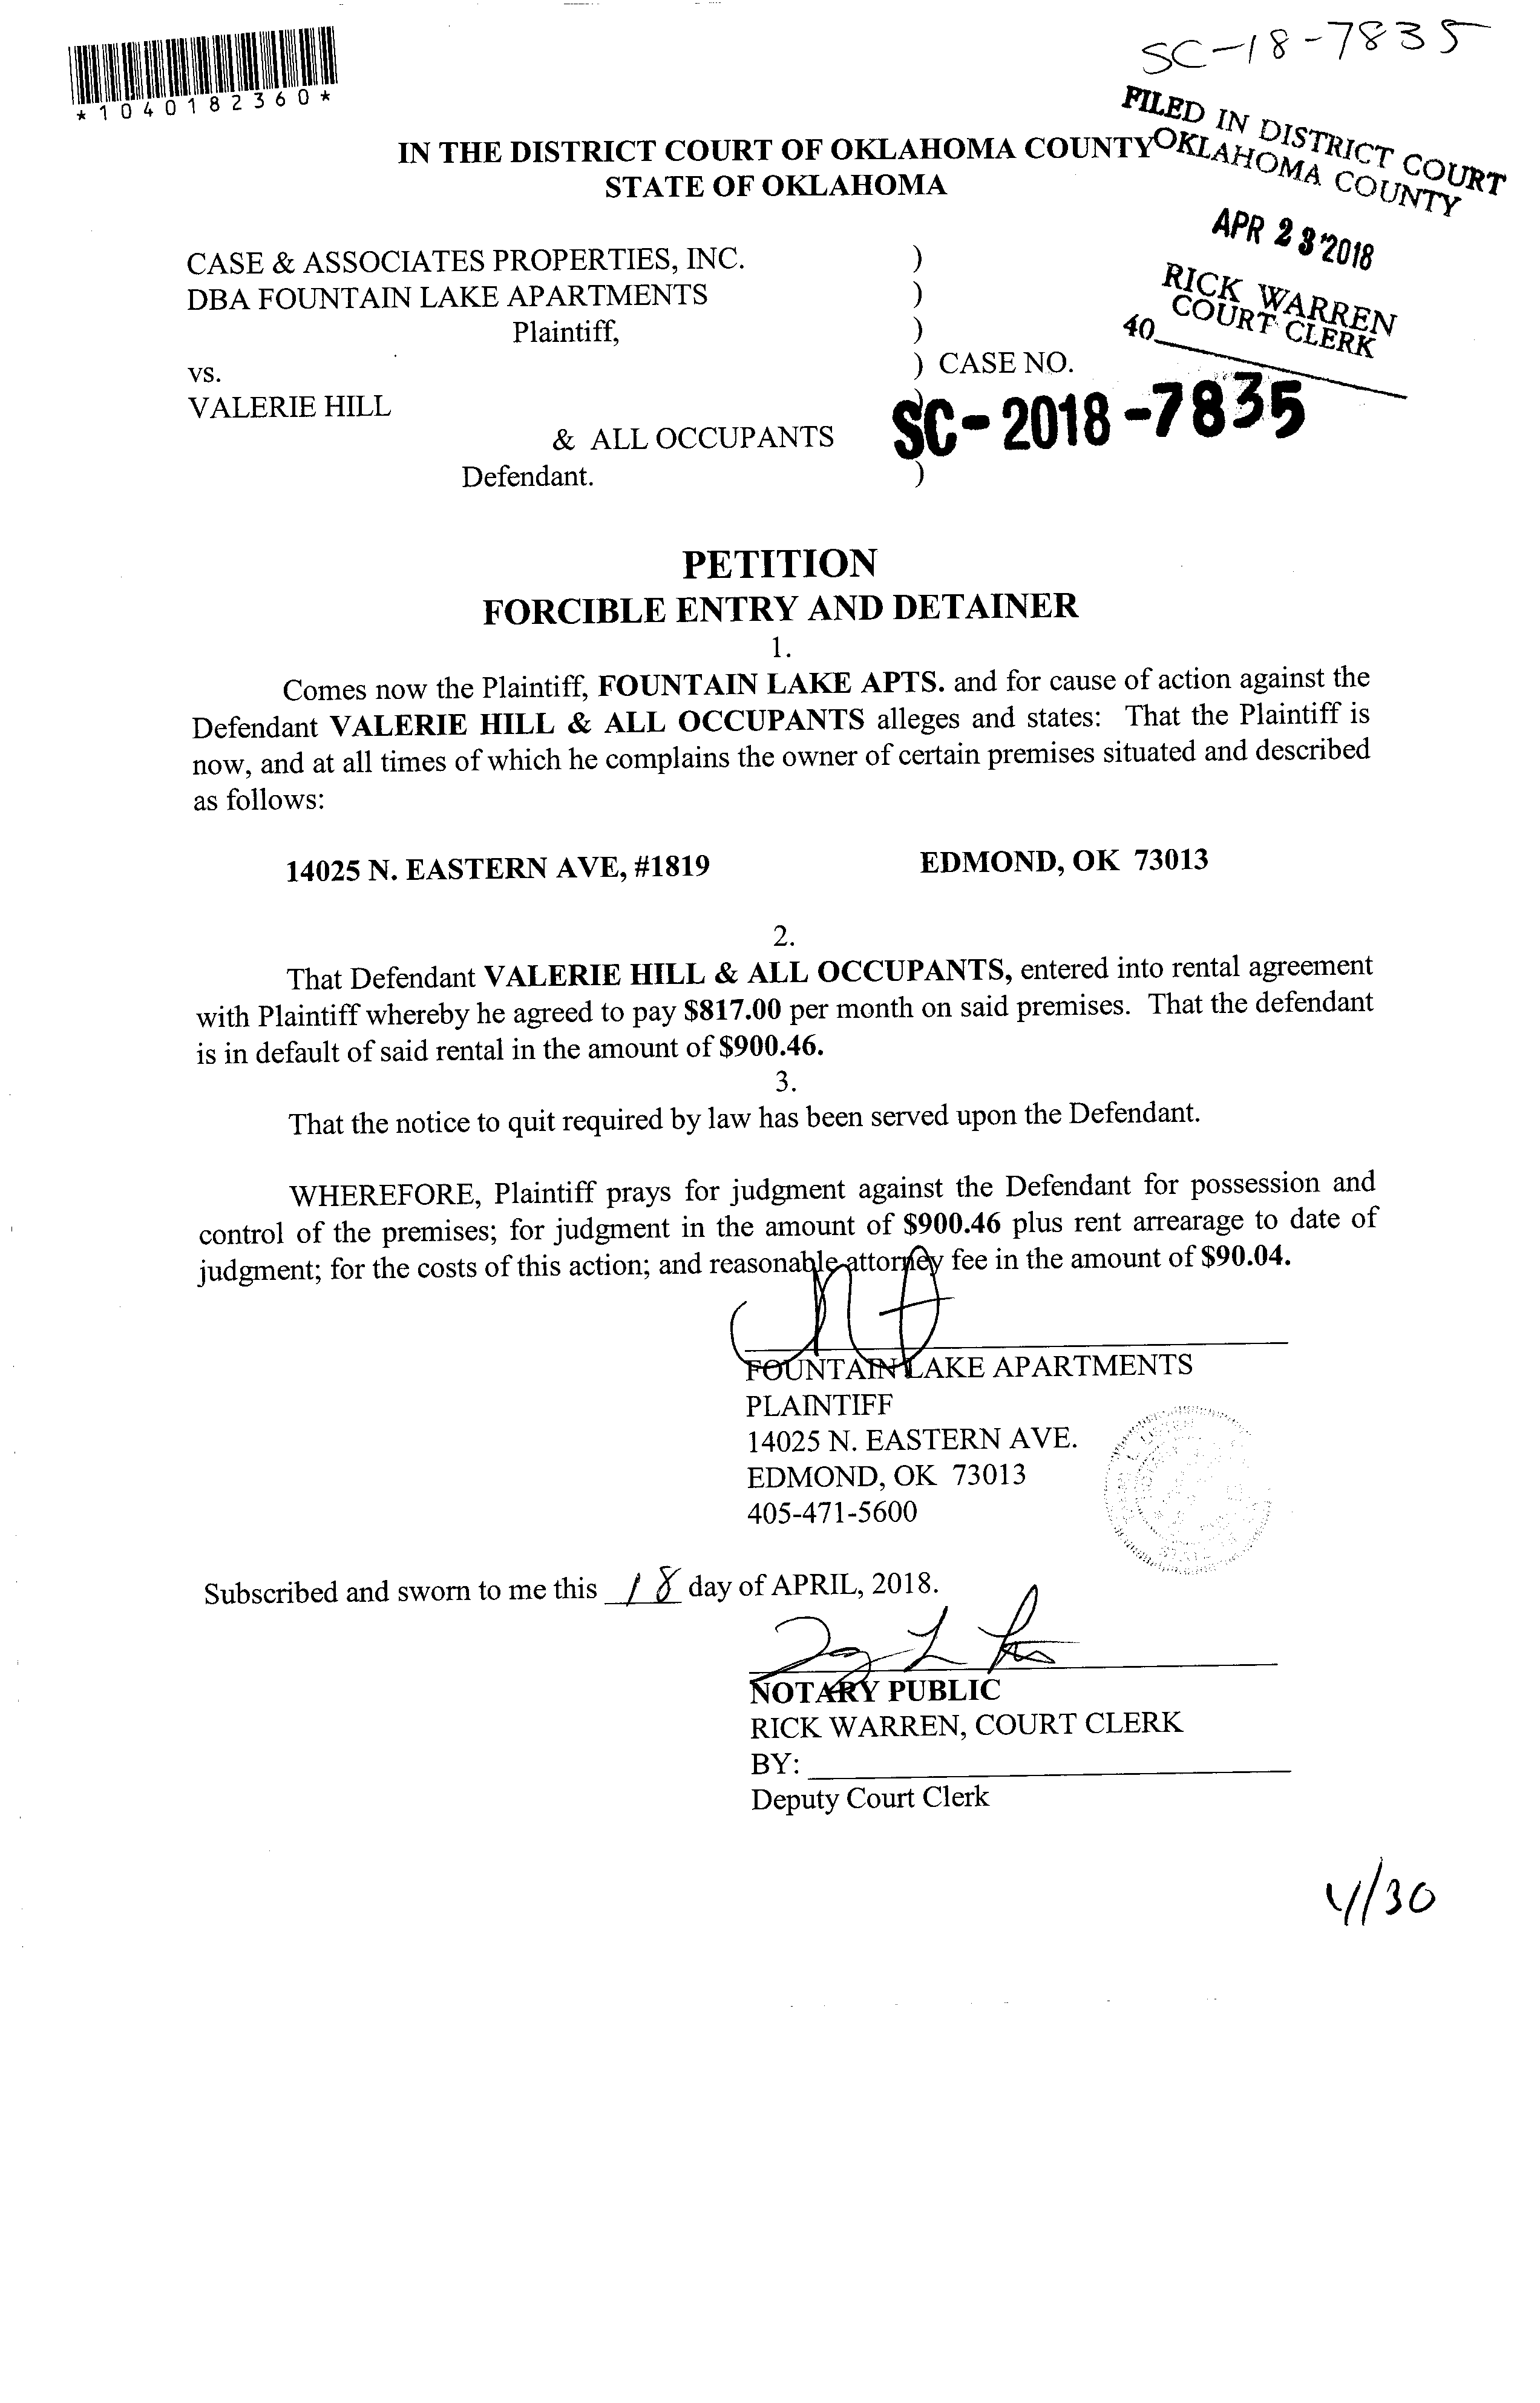 *1040182360*
SC-18-7835
FILED IN DISTRICT COURT
OKLAHOMA COUNTY
APR 23 2018
RICK WARREN
COURT CLERK
40
IN THE DISTRICT COURT OF OKLAHOMA COUNTY
STATE OF OKLAHOMA
CASE & ASSOCIATES PROPERTIES, INC. )
DBA FOUNTAIN LAKE APARTMENTS )
Plaintiff, )
vs. ) CASE NO.
VALERIE HILL )
SC-2018-7835
& ALL OCCUPANTS
Defendant. )
PETITION
FORCIBLE ENTRY AND DETAINER
1.
Comes now the Plaintiff, FOUNTAIN LAKE APTS. and for cause of action against the
Defendant VALERIE HILL & ALL OCCUPANTS alleges and states: That the Plaintiff is
now, and at all times of which he complains the owner of certain premises situated and described
as follows:
14025 N. EASTERN AVE, #1819 EDMOND, OK 73013
2.
That Defendant VALERIE HILL & ALL OCCUPANTS, entered into rental agreement
with Plaintiff whereby he agreed to pay $817.00 per month on said premises. That the defendant
is in default of said rental in the amount of $900.46.
3.
That the notice to quit required by law has been served upon the Defendant.
WHEREFORE, Plaintiff prays for judgment against the Defendant for possession and
control of the premises; for judgment in the amount of $900.46 plus rent arrearage to date of
judgment; for the costs of this action; and reasonable attorney fee in the amount of $90.04.
FOUNTAIN LAKE APARTMENTS
PLAINTIFF
14025 N. EASTERN AVE.
EDMOND, OK 73013
405-471-5600
Subscribed and sworn to me this 18 day of APRIL, 2018.
NOTARY PUBLIC
RICK WARREN, COURT CLERK
BY:
Deputy Court Clerk
4/30